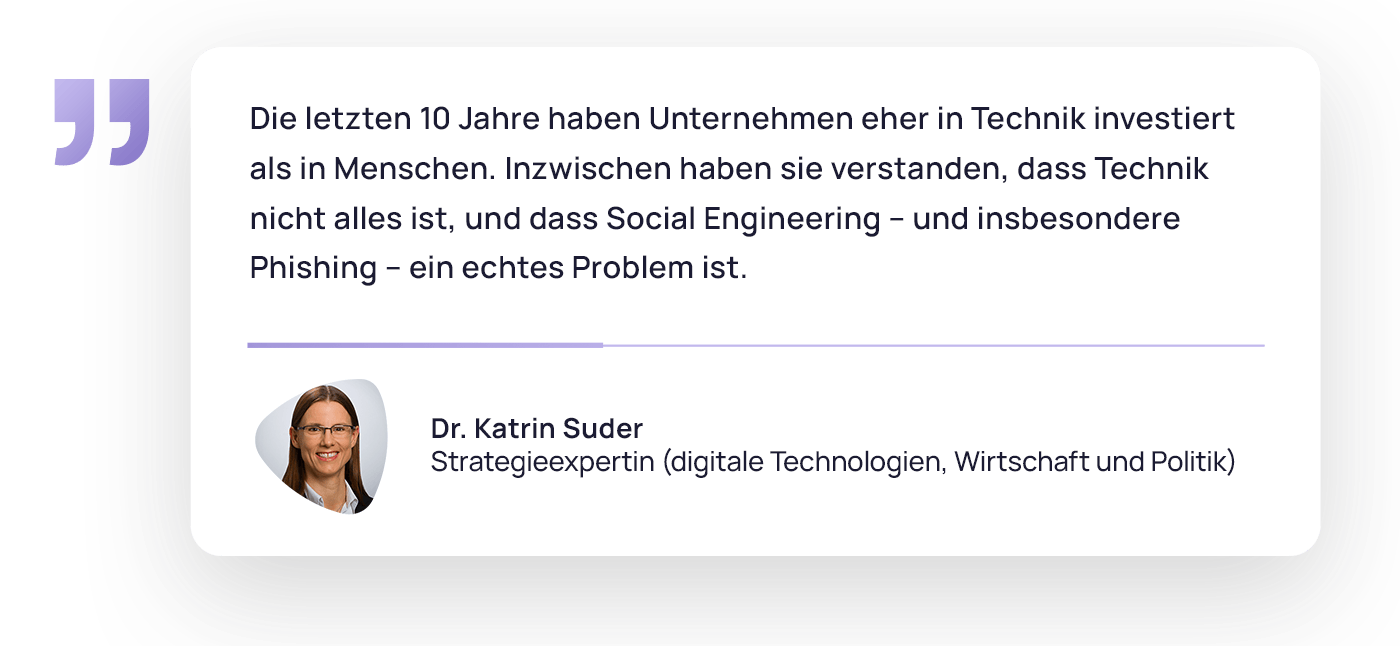 Die letzten 10 Jahre haben Unternehmen eher in Technik investiert
als in Menschen. Inzwischen haben sie verstanden, dass Technik
nicht alles ist, und dass Social Engineering – und insbesondere
Phishing – ein echtes Problem ist.
Dr. Katrin Suder
Strategieexpertin (digitale Technologien, Wirtschaft und Politik)